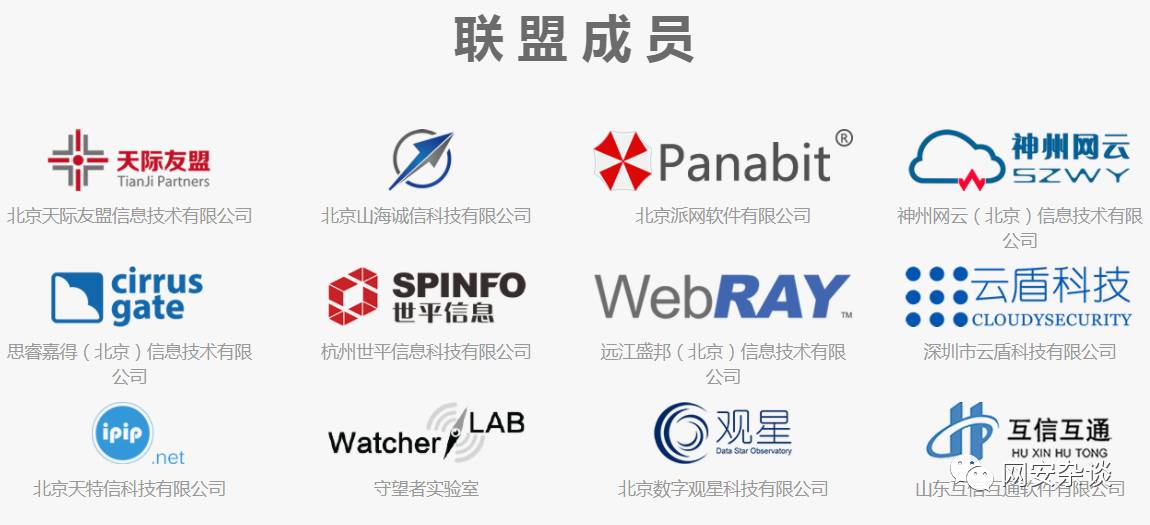 联盟成员
天际友盟
TianJi Partners
北京天际友盟信息技术有限公司
北京山海诚信科技有限公司
Panabit®
北京派网软件有限公司
神州网云
SZWY
神州网云（北京）信息技术有限
公司
cirrus
gate
思睿嘉得（北京）信息技术有限
公司
SPINFO
世平信息
杭州世平信息科技有限公司
WebRAY™
远江盛邦（北京）信息技术有限
公司
云盾科技
CLOUDYSECURITY
深圳市云盾科技有限公司
ipip
.net
北京天特信科技有限公司
Watcher LAB
守望者实验室
观星
Data Star Observatory
北京数字观星科技有限公司
互信互通
HU XIN HU TONG
网安杂谈
山东互信互通软件有限公司